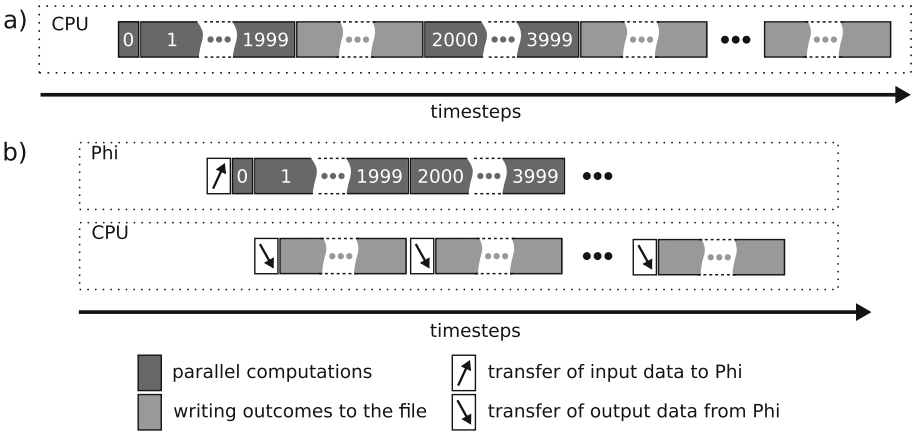 a)
CPU
0 1 ••• 1999 ••• 2000 ••• 3999 ••• ••• •••
timesteps
b)
Phi
0 1 ••• 1999 2000 ••• 3999 •••
CPU
••• ••• ••• •••
timesteps
parallel computations
transfer of input data to Phi
writing outcomes to the file
transfer of output data from Phi